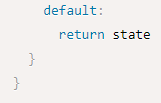 default:
return state
}
}